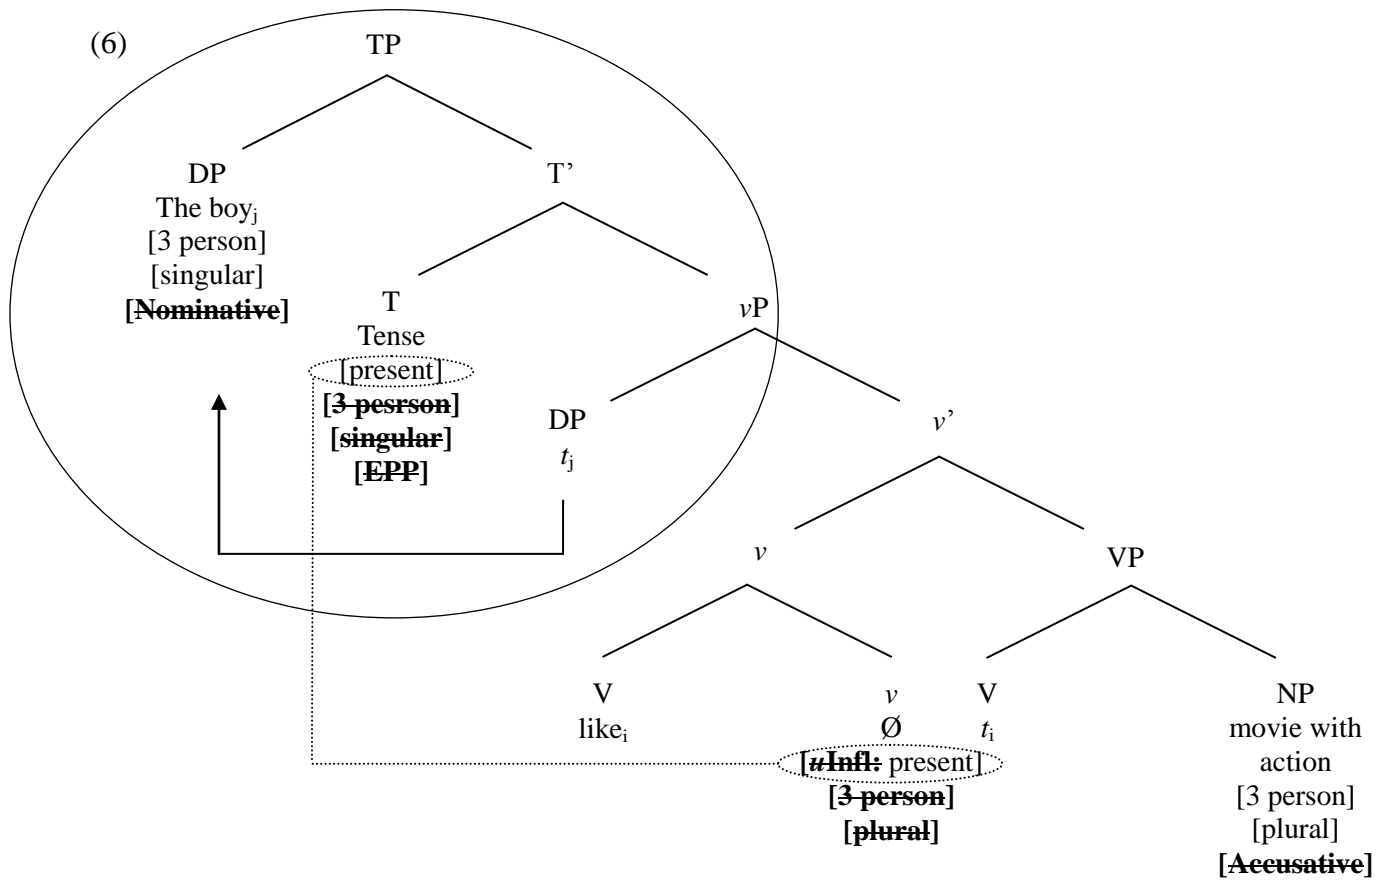 (6)
TP
DP
The boyj
[3 person]
[singular]
[Nominative]
T’
T
Tense
[present]
[3 pesrson]
[singular]
[EPP]
vP
DP
tj
v’
v
VP
V
likei
v
Ø
[uInfl: present]
[3 person]
[plural]
V
ti
NP
movie with
action
[3 person]
[plural]
[Accusative]